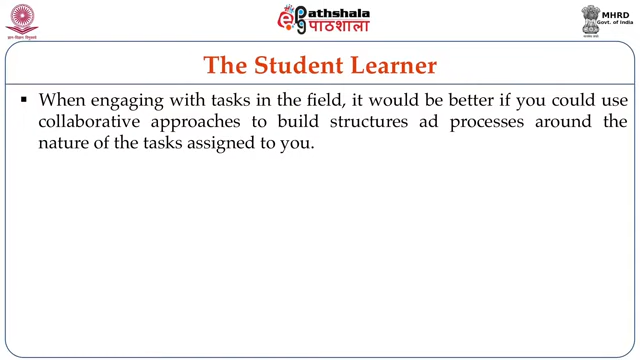 ePathshala
पाठशाला
MHRD
Govt. of India
The Student Learner
▪ When engaging with tasks in the field, it would be better if you could use
collaborative approaches to build structures ad processes around the
nature of the tasks assigned to you.